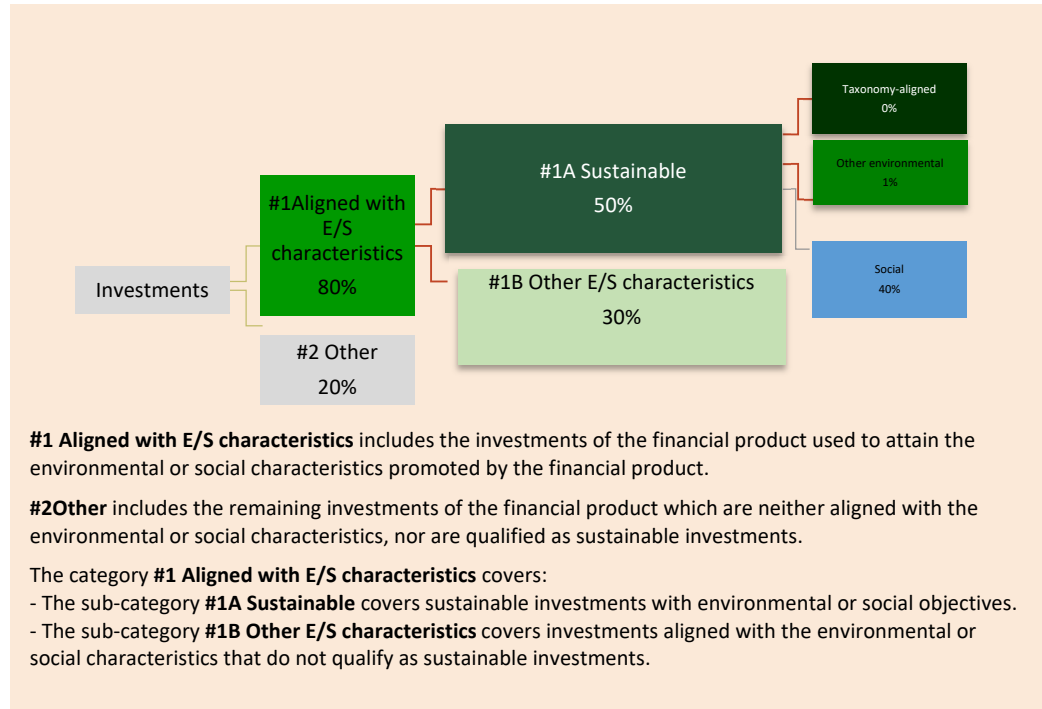 Taxonomy-aligned
0%
Other environmental
1%
#1A Sustainable
50%
#1Aligned with
E/S
characteristics
80%
Social
40%
Investments
#1B Other E/S characteristics
30%
#2 Other
20%
#1 Aligned with E/S characteristics includes the investments of the financial product used to attain the
environmental or social characteristics promoted by the financial product.
#2Other includes the remaining investments of the financial product which are neither aligned with the
environmental or social characteristics, nor are qualified as sustainable investments.
The category #1 Aligned with E/S characteristics covers:
- The sub-category #1A Sustainable covers sustainable investments with environmental or social objectives.
- The sub-category #1B Other E/S characteristics covers investments aligned with the environmental or
social characteristics that do not qualify as sustainable investments.